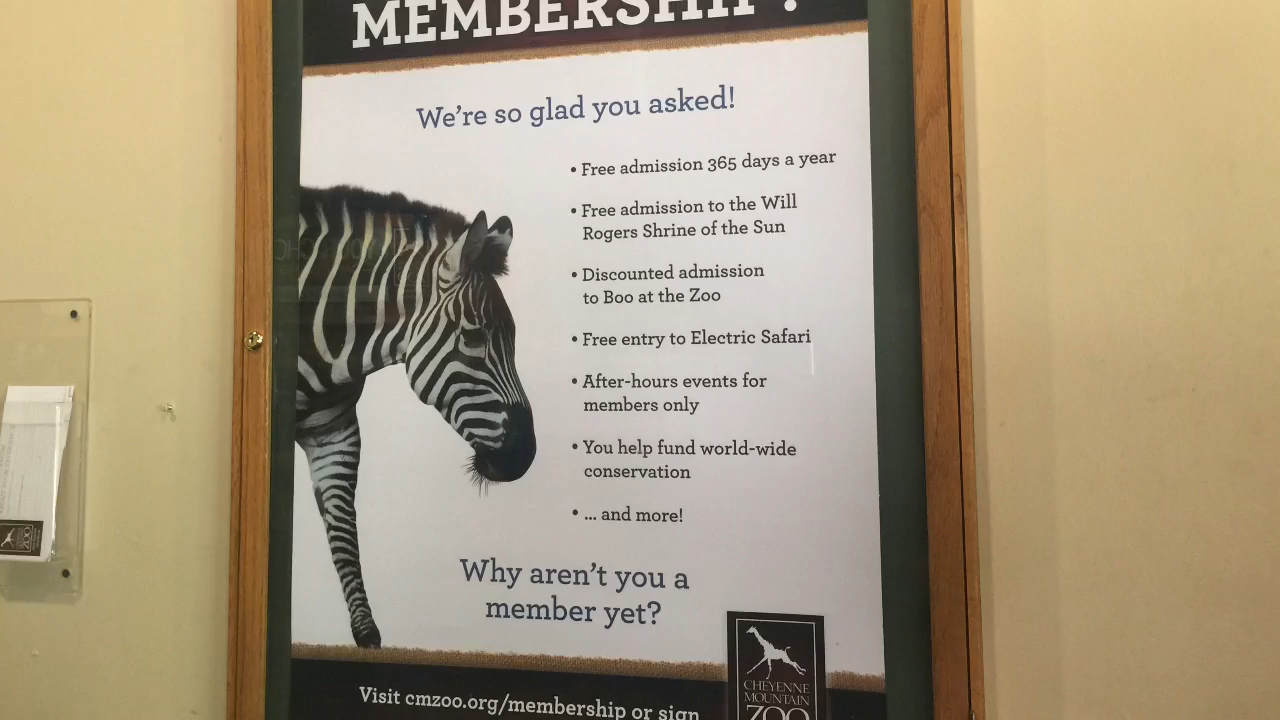 MEMBERSHIP?
We're so glad you asked!
• Free admission 365 days a year
• Free admission to the Will
Rogers Shrine of the Sun
• Discounted admission
to Boo at the Zoo
• Free entry to Electric Safari
• After-hours events for
members only
• You help fund world-wide
conservation
• ... and more!
Why aren't you a
member yet?
CHEYENNE
MOUNTAIN
ZOO
Visit cmzoo.org/membership or sign
ZOO